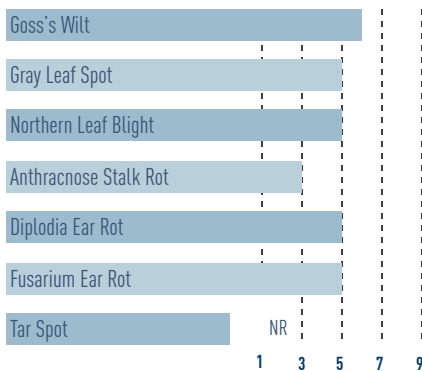 Goss's Wilt
Gray Leaf Spot
Northern Leaf Blight
Anthracnose Stalk Rot
Diplodia Ear Rot
Fusarium Ear Rot
Tar Spot NR
1 3 5 7 9